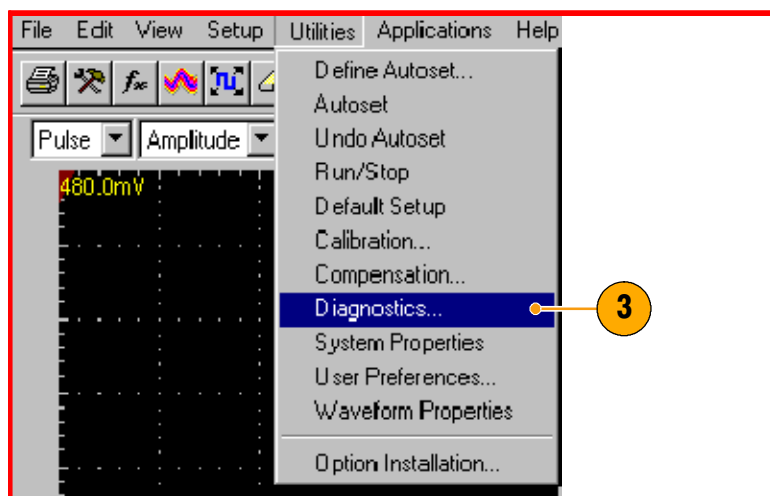 File Edit View Setup Utilities Applications Help
Pulse Amplitude
480.0mV
Define Autoset...
Autoset
Undo Autoset
Run/Stop
Default Setup
Calibration...
Compensation...
Diagnostics...
3
System Properties
User Preferences...
Waveform Properties
Option Installation...